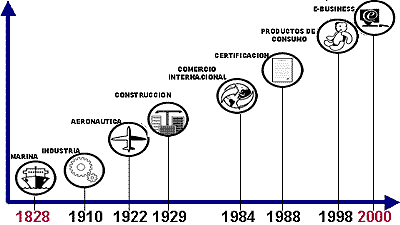 E-BUSINESS
PRODUCTOS DE
CONSUMO
CERTIFICACION
COMERCIO
INTERNACIONAL
CONSTRUCCION
AERONAUTICA
INDUSTRIA
MARINA
1828 1910 1922 1929 1984 1988 1998 2000